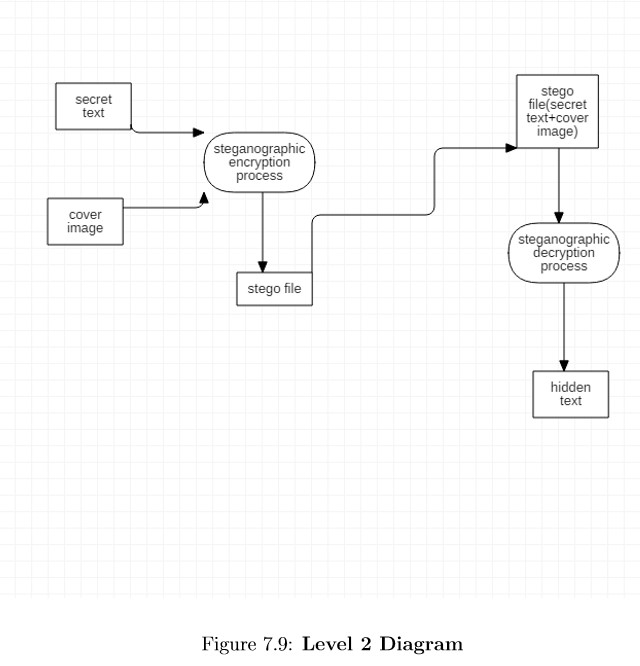 secret
text
steganographic
encryption
process
cover
image
stego file
stego
file(secret
text+cover
image)
steganographic
decryption
process
hidden
text
Figure 7.9: Level 2 Diagram